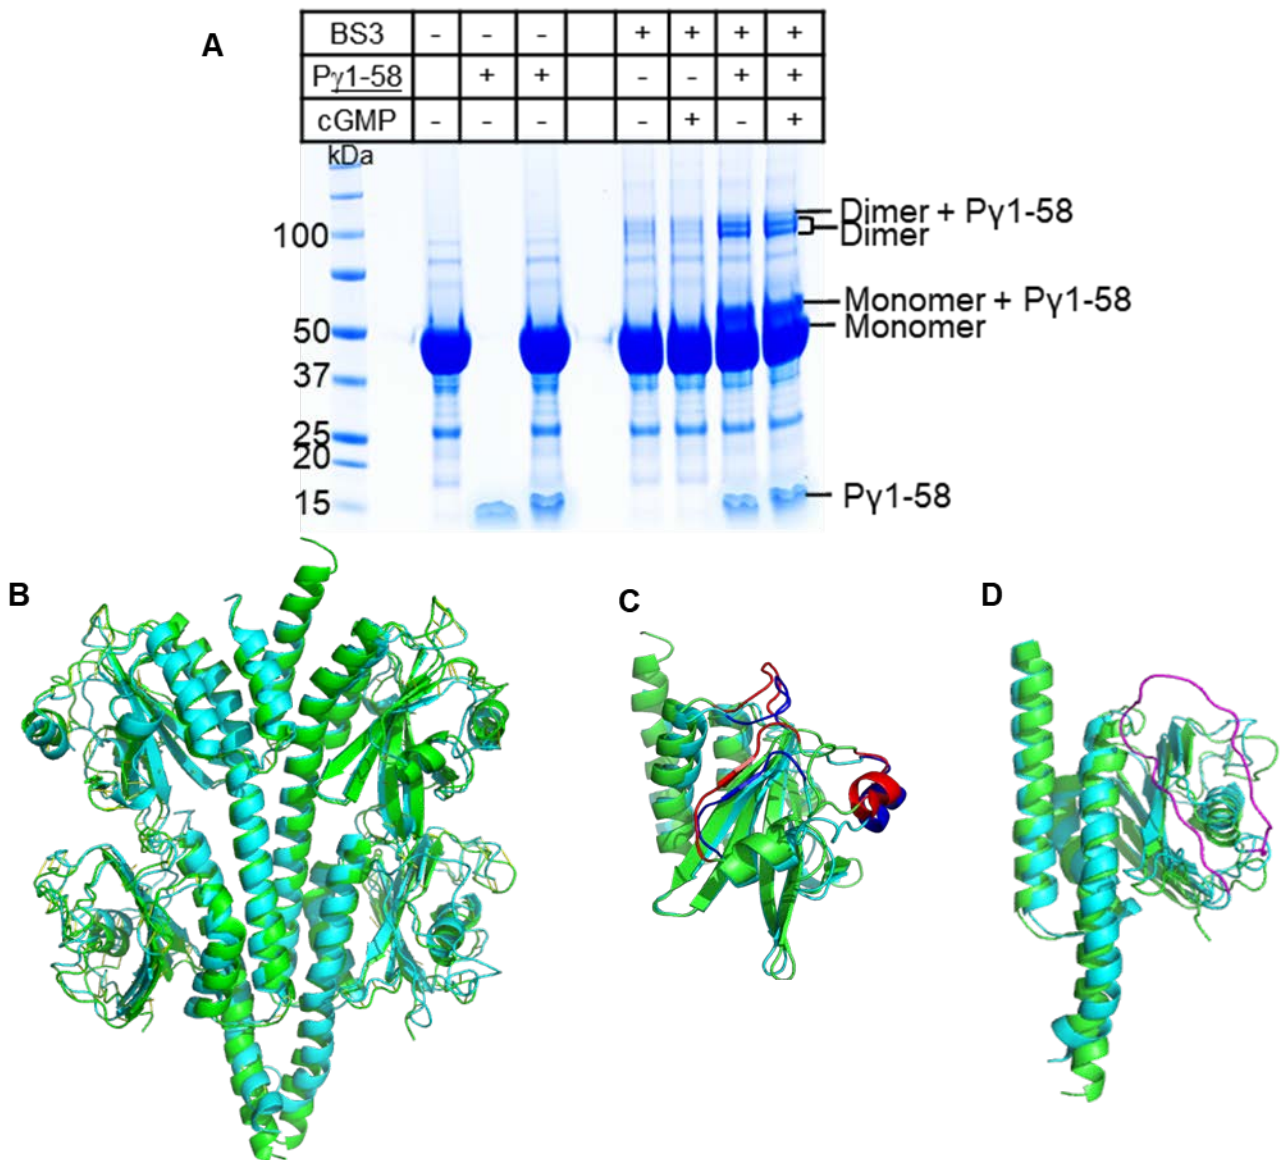 A
BS3 - - - + + + +
Pγ1-58 + + - - + +
cGMP - - - - + - +
kDa
100
50
37
25
20
15
Dimer + Pγ1-58
Dimer
Monomer + Pγ1-58
Monomer
Pγ1-58
B
C
D